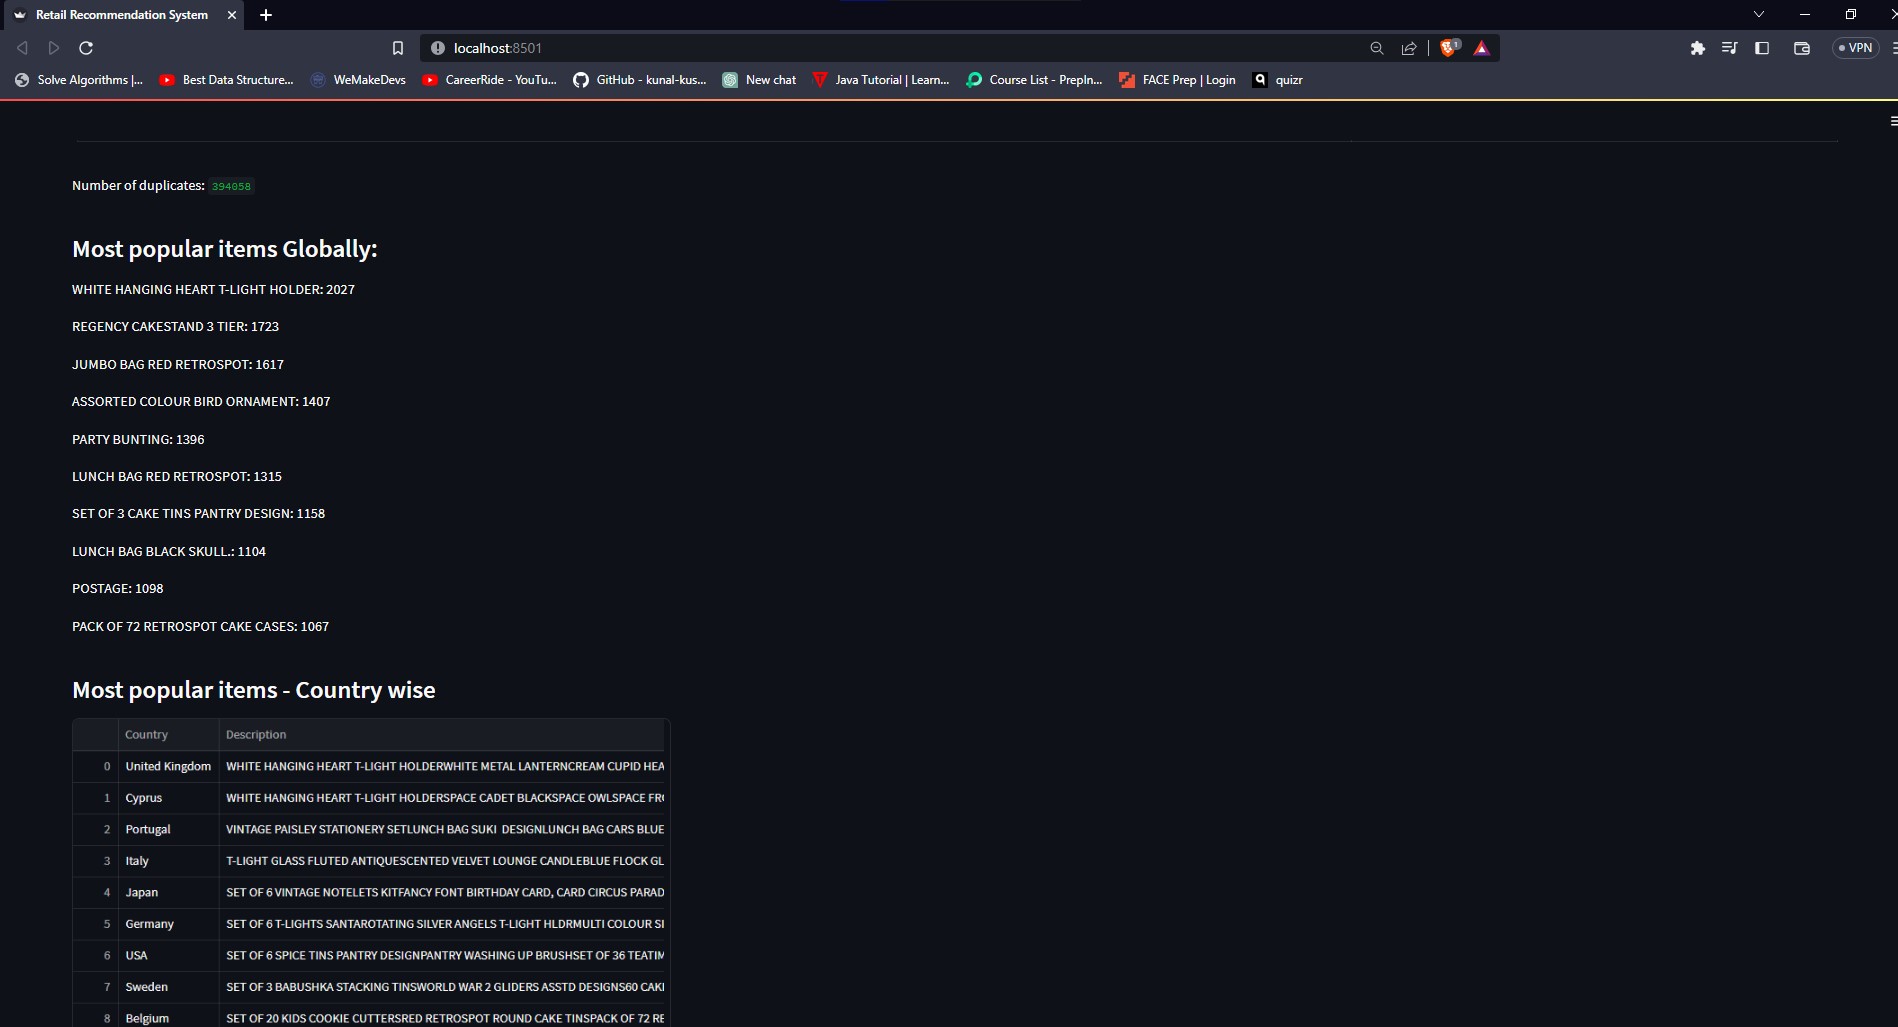 Retail Recommendation System
localhost:8501
1
VPN
Solve Algorithms |... Best Data Structure... WeMakeDevs CareerRide - YouTu... GitHub - kunal-kus... New chat Java Tutorial | Learn... Course List - PrepIn... FACE Prep | Login quizr
Number of duplicates: 394058
Most popular items Globally:
WHITE HANGING HEART T-LIGHT HOLDER: 2027
REGENCY CAKESTAND 3 TIER: 1723
JUMBO BAG RED RETROSPOT: 1617
ASSORTED COLOUR BIRD ORNAMENT: 1407
PARTY BUNTING: 1396
LUNCH BAG RED RETROSPOT: 1315
SET OF 3 CAKE TINS PANTRY DESIGN: 1158
LUNCH BAG BLACK SKULL.: 1104
POSTAGE: 1098
PACK OF 72 RETROSPOT CAKE CASES: 1067
Most popular items - Country wise
Country Description
0 United Kingdom WHITE HANGING HEART T-LIGHT HOLDERWHITE METAL LANTERNCREAM CUPID HEA
1 Cyprus WHITE HANGING HEART T-LIGHT HOLDERSPACE CADET BLACKSPACE OWLSPACE FR
2 Portugal VINTAGE PAISLEY STATIONERY SETLUNCH BAG SUKI  DESIGNLUNCH BAG CARS BLUE
3 Italy T-LIGHT GLASS FLUTED ANTIQUESCENTED VELVET LOUNGE CANDLEBLUE FLOCK GL
4 Japan SET OF 6 VINTAGE NOTELETS KITFANCY FONT BIRTHDAY CARD, CARD CIRCUS PARAD
5 Germany SET OF 6 T-LIGHTS SANTAROTATING SILVER ANGELS T-LIGHT HLDRMULTI COLOUR SI
6 USA SET OF 6 SPICE TINS PANTRY DESIGNPANTRY WASHING UP BRUSHSET OF 36 TEATIM
7 Sweden SET OF 3 BABUSHKA STACKING TINSWORLD WAR 2 GLIDERS ASSTD DESIGNS60 CAKI
8 Belgium SET OF 20 KIDS COOKIE CUTTERSRED RETROSPOT ROUND CAKE TINSPACK OF 72 RE